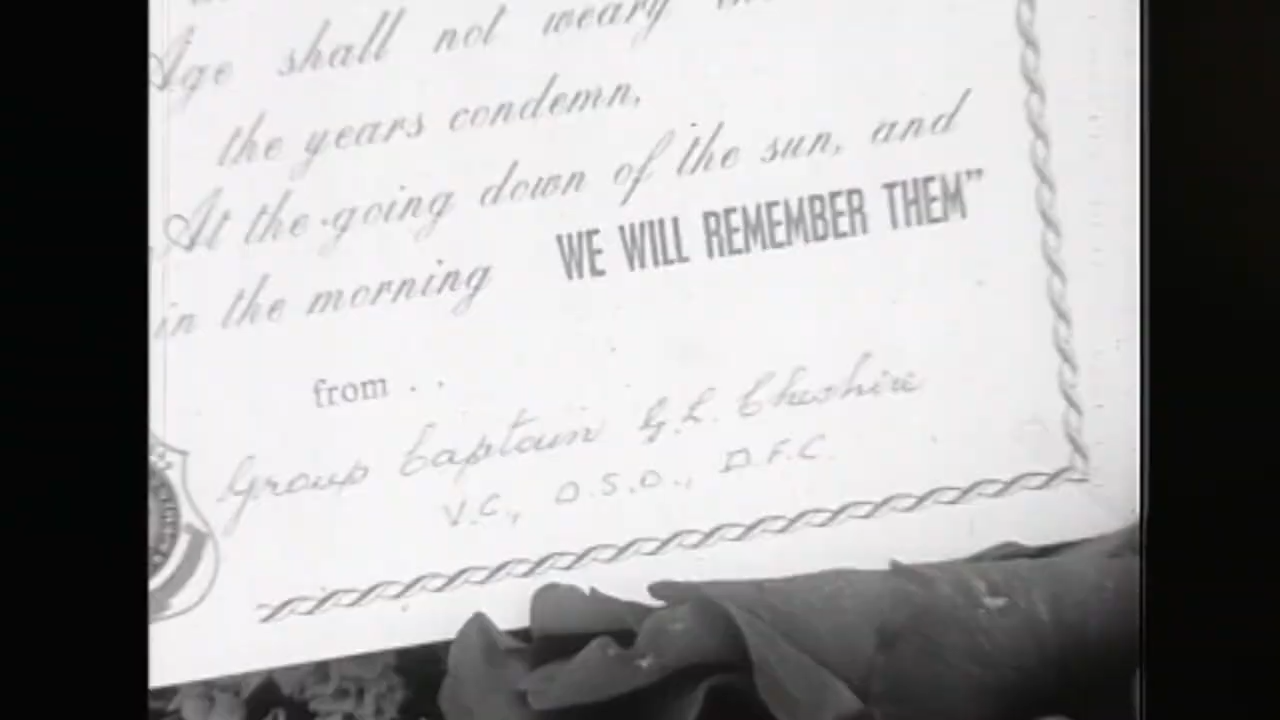 Age shall not weary
the years condemn,
At the going down of the sun, and
in the morning WE WILL REMEMBER THEM”
from . .
Group Captain G.L. Cheshire
V.C., D.S.O., D.F.C.